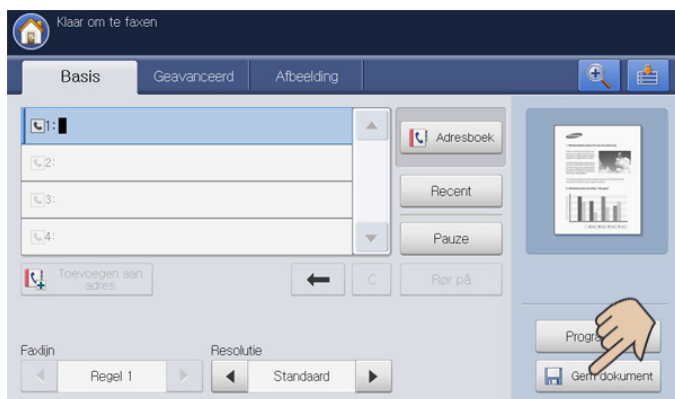 Klaar om te faxen
Basis
Geavanceerd
Afbeelding
1:
Adresboek
2:
Recent
3:
4:
Pauze
Toevoegen aan
adres
C
Rør på
Faxlijn
Resolutie
Regel 1
Standaard
Gem dokument